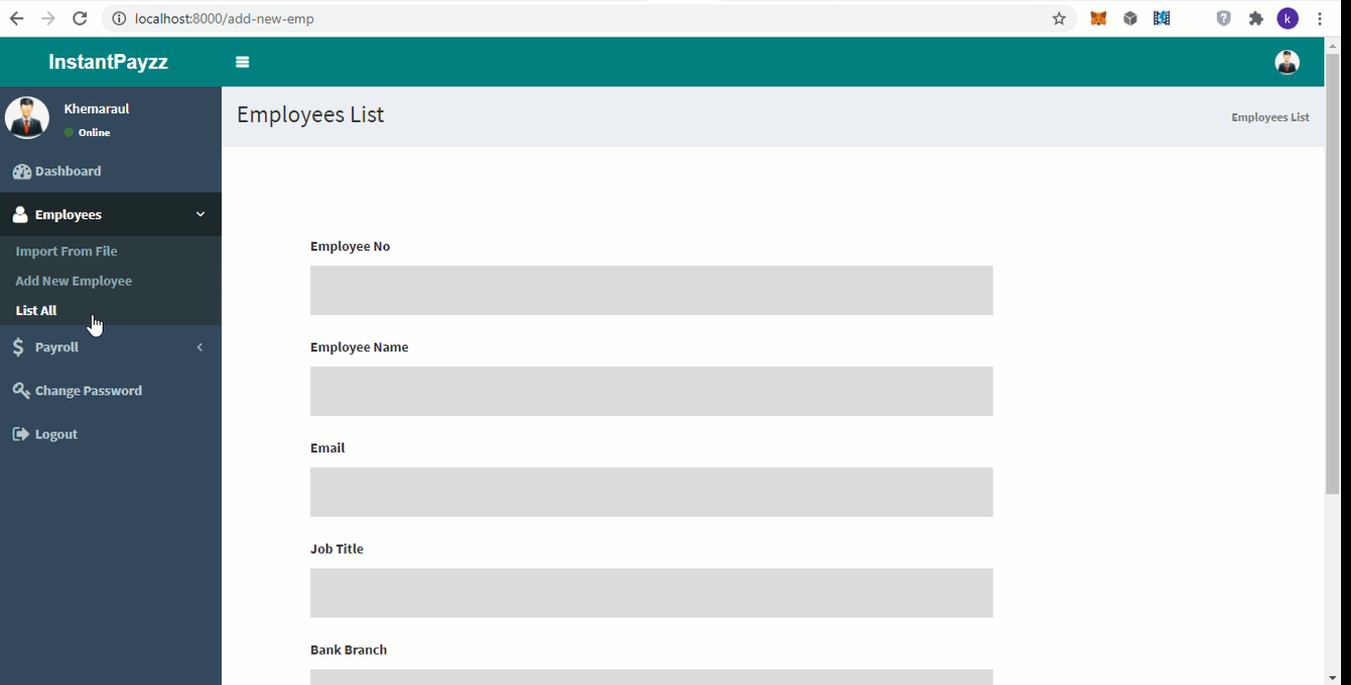 localhost:8000/add-new-emp
k
InstantPayzz
Khemaraul
Online
Dashboard
Employees
Import From File
Add New Employee
List All
Payroll
Change Password
Logout
Employees List
Employees List
Employee No
Employee Name
Email
Job Title
Bank Branch